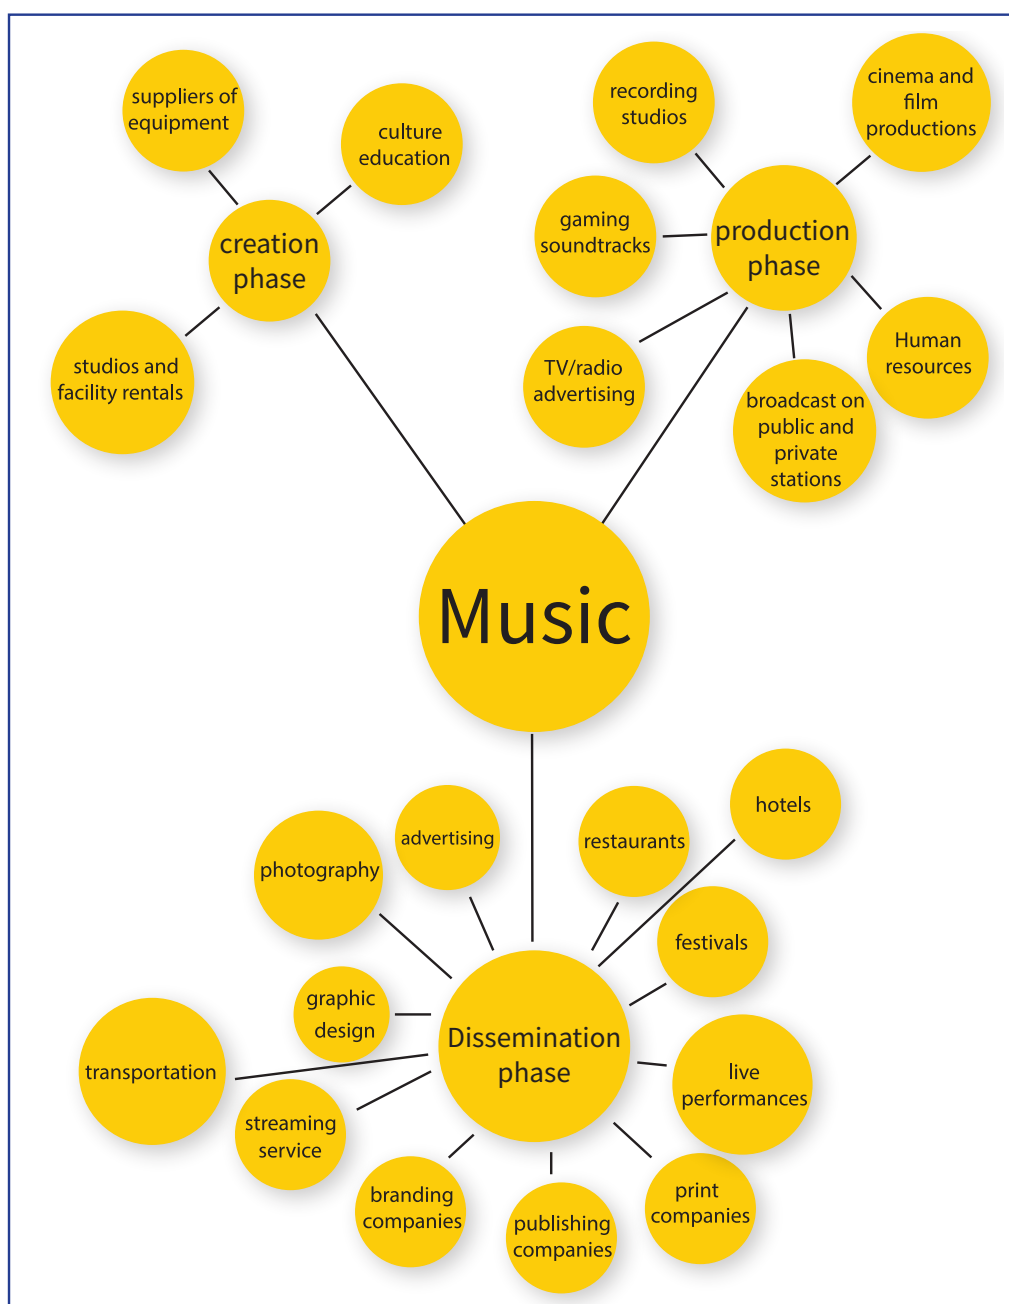 suppliers of
equipment
culture
education
creation
phase
studios and
facility rentals
recording
studios
cinema and
film
productions
gaming
soundtracks
production
phase
TV/radio
advertising
Human
resources
broadcast on
public and
private
stations
Music
hotels
advertising
restaurants
photography
festivals
graphic
design
Dissemination
phase
transportation
live
performances
streaming
service
branding
companies
publishing
companies
print
companies